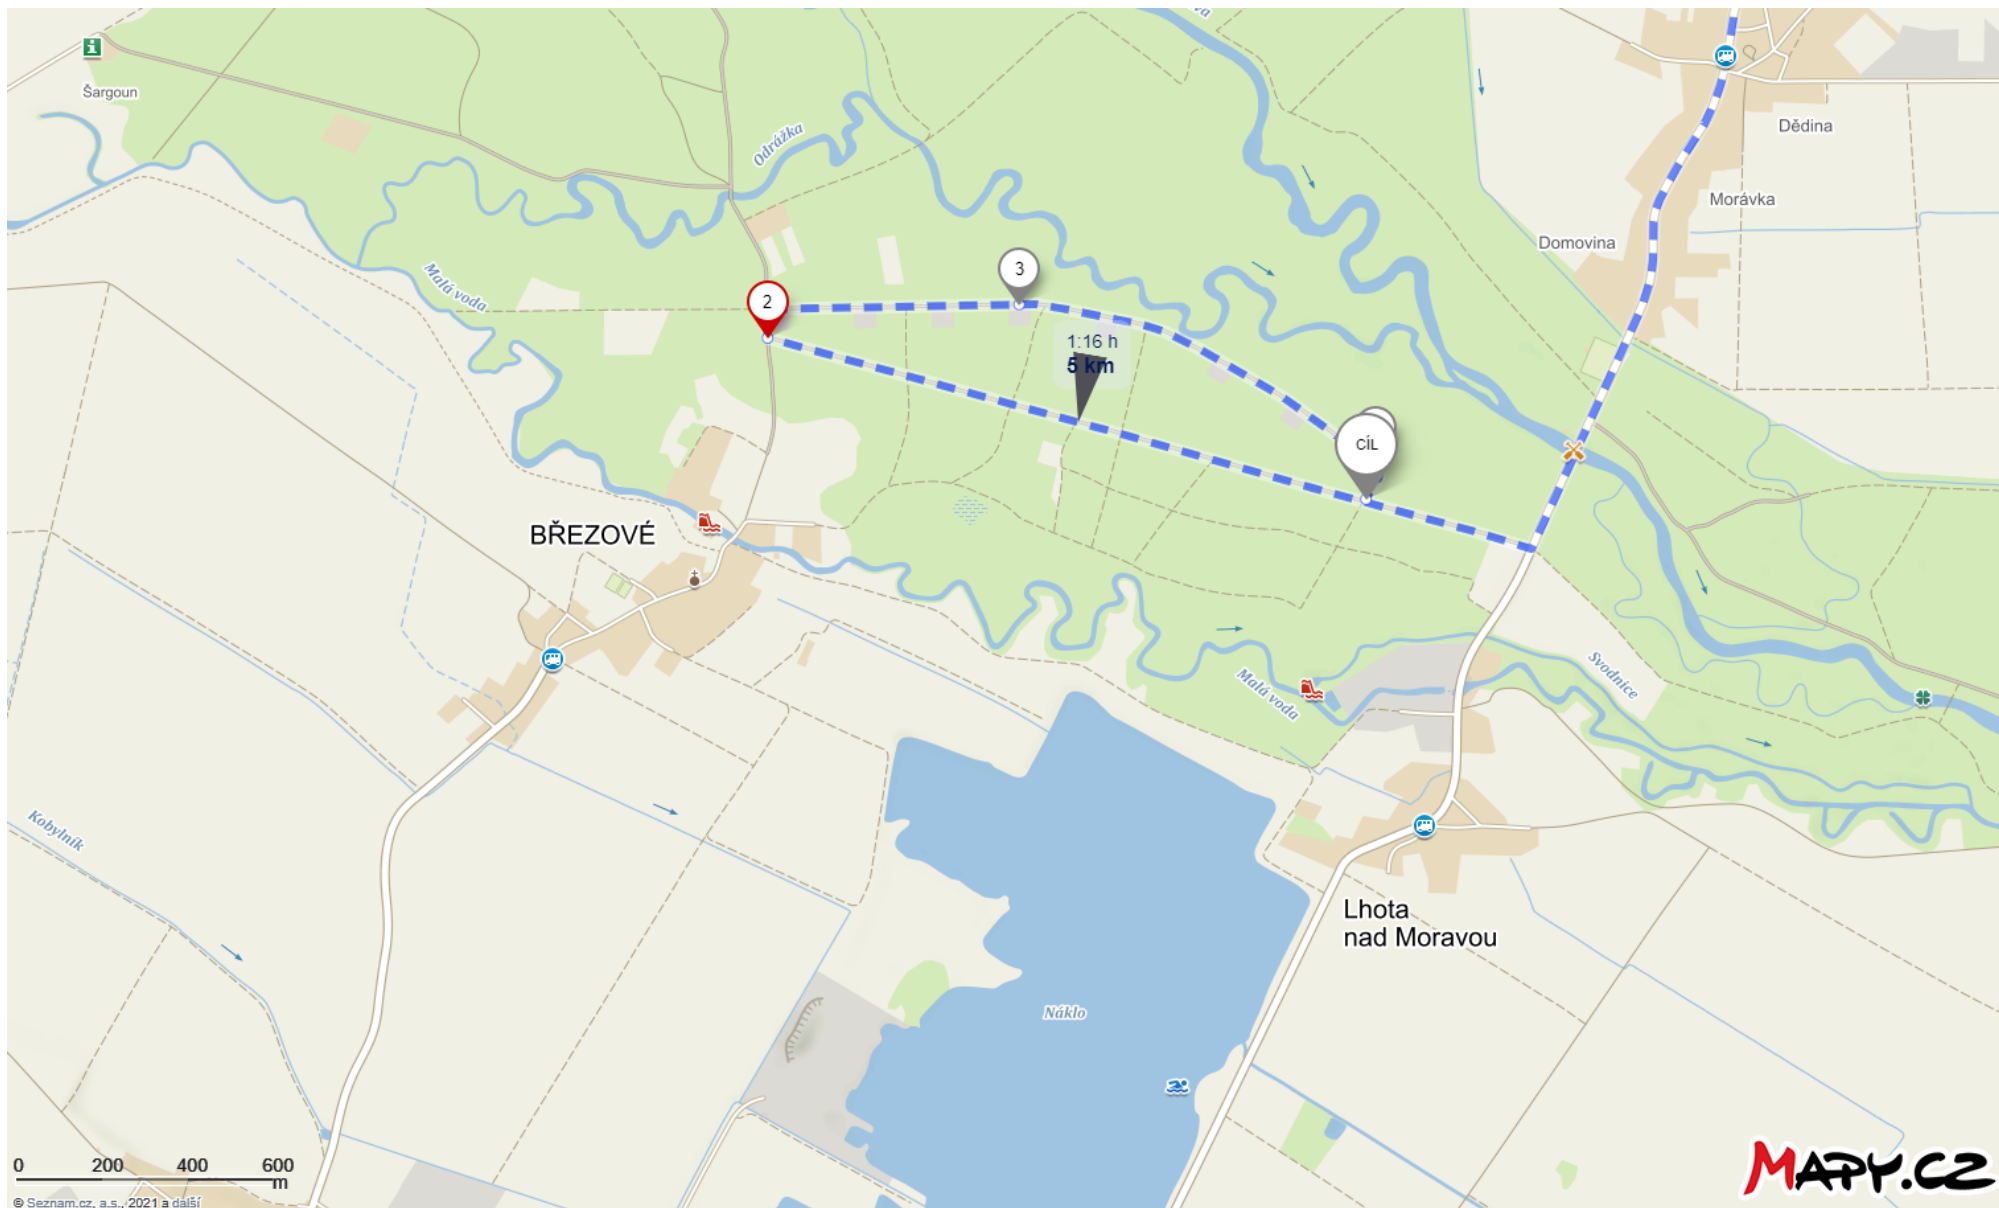 va
Šargoun
Odrážka
Dědina
Morávka
Domovina
Malá voda
3
2
1:16 h
5 km
CÍL
BŘEZOVÉ
Svodnice
Malá voda
Kobylník
Lhota
nad Moravou
Náklo
0 200 400 600
m
© Seznam.cz, a.s., 2021 a další
MAPY.CZ